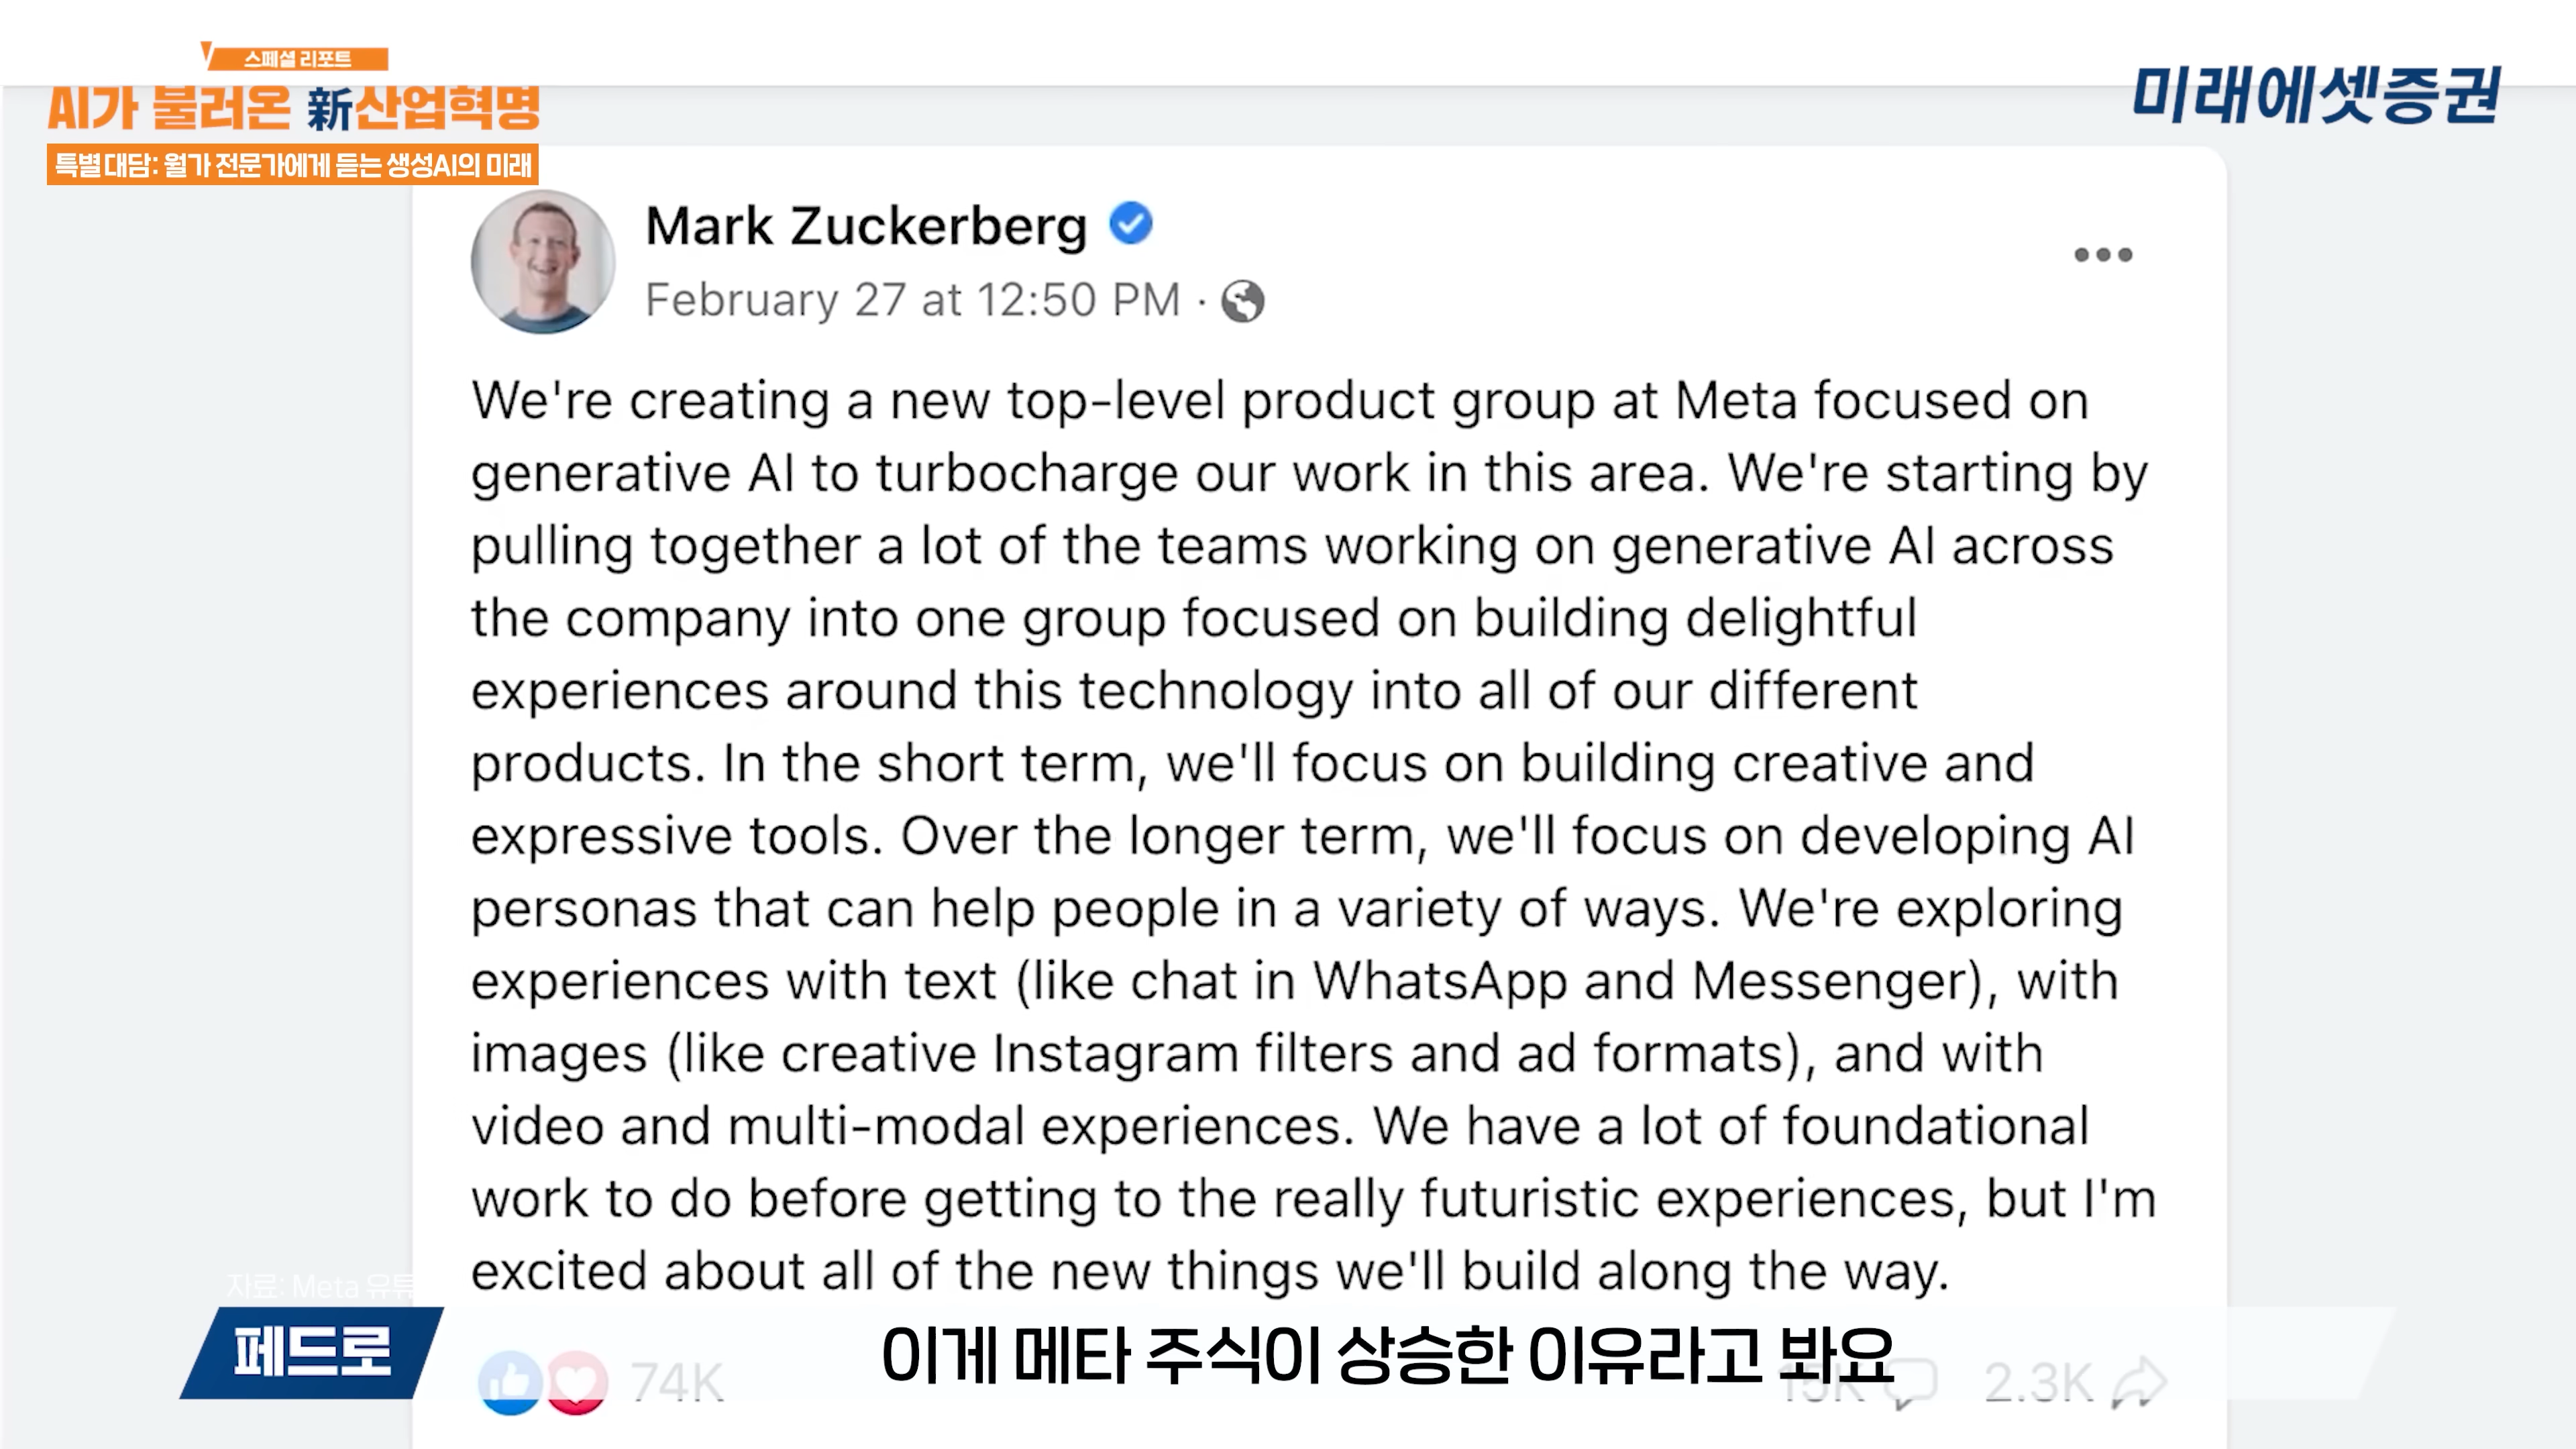 스페셜 리포트
AI가 불러온 新산업혁명
특별 대담: 월가 전문가에게 듣는 생성AI의 미래
미래에셋증권
Mark Zuckerberg
February 27 at 12:50 PM ·
We're creating a new top-level product group at Meta focused on
generative AI to turbocharge our work in this area. We're starting by
pulling together a lot of the teams working on generative AI across
the company into one group focused on building delightful
experiences around this technology into all of our different
products. In the short term, we'll focus on building creative and
expressive tools. Over the longer term, we'll focus on developing AI
personas that can help people in a variety of ways. We're exploring
experiences with text (like chat in WhatsApp and Messenger), with
images (like creative Instagram filters and ad formats), and with
video and multi-modal experiences. We have a lot of foundational
work to do before getting to the really futuristic experiences, but I'm
excited about all of the new things we'll build along the way.
자료: Meta
페드로
이게 메타 주식이 상승한 이유라고 봐요
74K
15K
2.3K